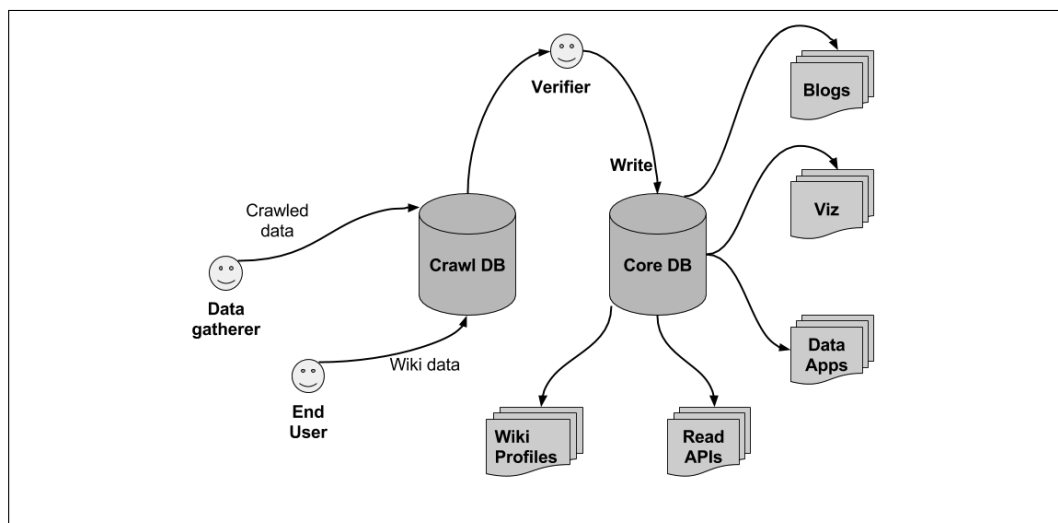 Verifier
Blogs
Write
Viz
Crawled
data
Crawl DB
Core DB
Data
gatherer
Data
Apps
Wiki data
End
User
Wiki
Profiles
Read
APIs